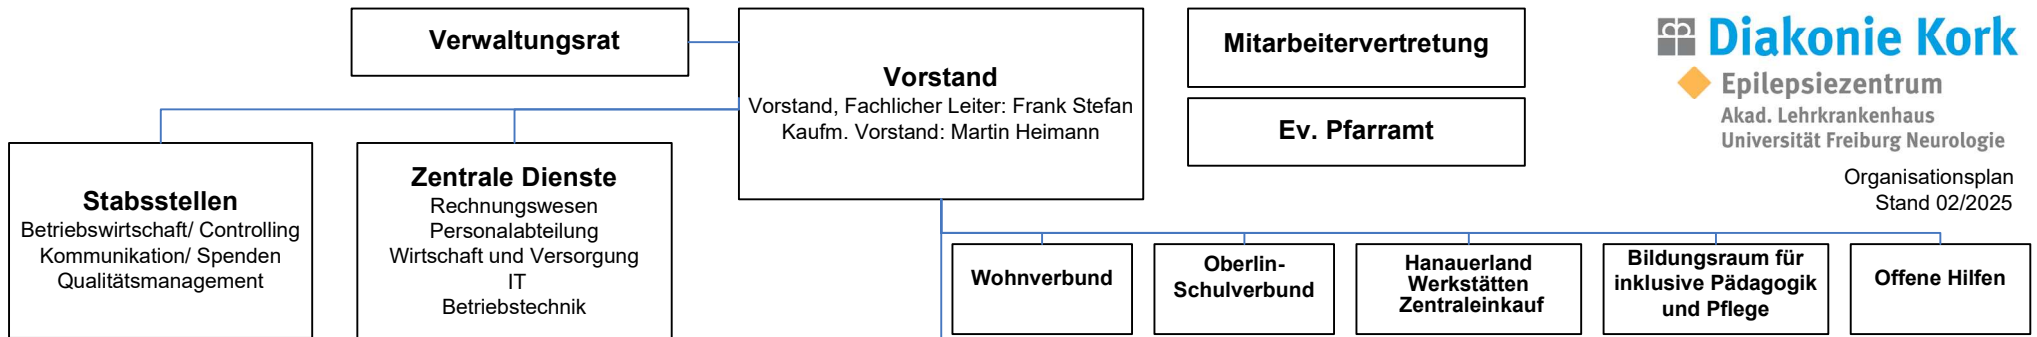 Verwaltungsrat
Vorstand
Vorstand, Fachlicher Leiter: Frank Stefan
Kaufm. Vorstand: Martin Heimann
Mitarbeitervertretung
Ev. Pfarramt
Diakonie Kork
Epilepsiezentrum
Akad. Lehrkrankenhaus
Universität Freiburg Neurologie
Organisationsplan
Stand 02/2025
Stabsstellen
Betriebswirtschaft/ Controlling
Kommunikation/ Spenden
Qualitätsmanagement
Zentrale Dienste
Rechnungswesen
Personalabteilung
Wirtschaft und Versorgung
IT
Betriebstechnik
Wohnverbund
Oberlin-
Schulverbund
Hanauerland
Werkstätten
Zentraleinkauf
Bildungsraum für
inklusive Pädagogik
und Pflege
Offene Hilfen